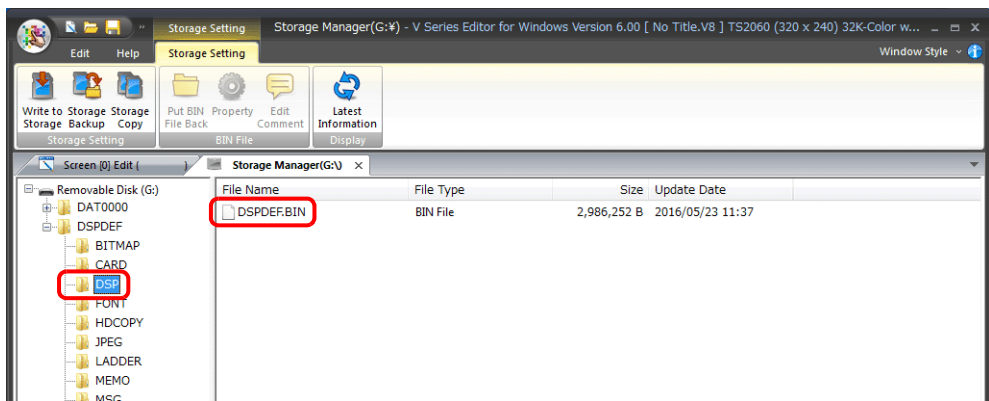 Storage Setting Storage Manager(G:¥) - V Series Editor for Windows Version 6.00 [ No Title.V8 ] TS2060 (320 x 240) 32K-Color w...
Edit Help Storage Setting Window Style
Write to Storage Storage Put BIN Property Edit Latest
Storage Backup Copy File Back Comment Information
Storage Setting BIN File Display
Screen [0] Edit ( ) Storage Manager(G:\)
Removable Disk (G:) File Name File Type Size Update Date
DAT0000 DSPDEF.BIN BIN File 2,986,252 B 2016/05/23 11:37
DSPDEF
BITMAP
CARD
DSP
FONT
HDCOPY
JPEG
LADDER
MEMO
MSG